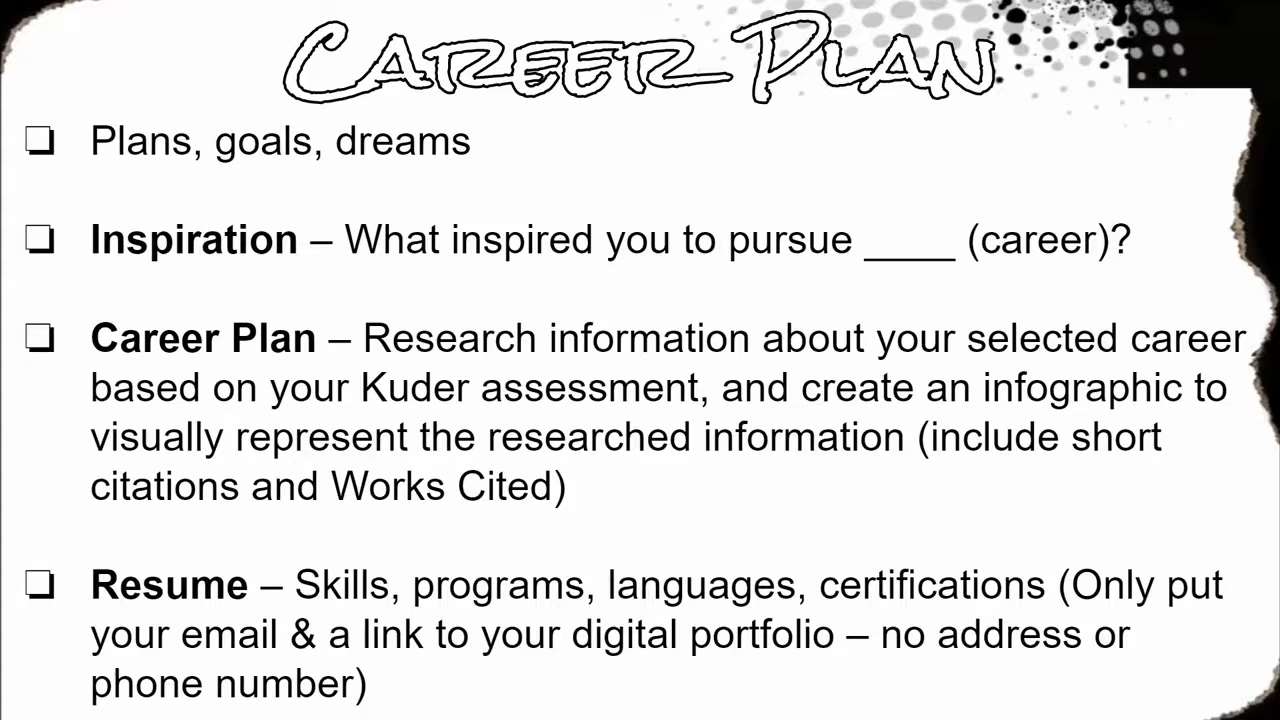 CAREER PLAN
❏ Plans, goals, dreams
❏ Inspiration – What inspired you to pursue ____ (career)?
❏ Career Plan – Research information about your selected career
based on your Kuder assessment, and create an infographic to
visually represent the researched information (include short
citations and Works Cited)
❏ Resume – Skills, programs, languages, certifications (Only put
your email & a link to your digital portfolio – no address or
phone number)